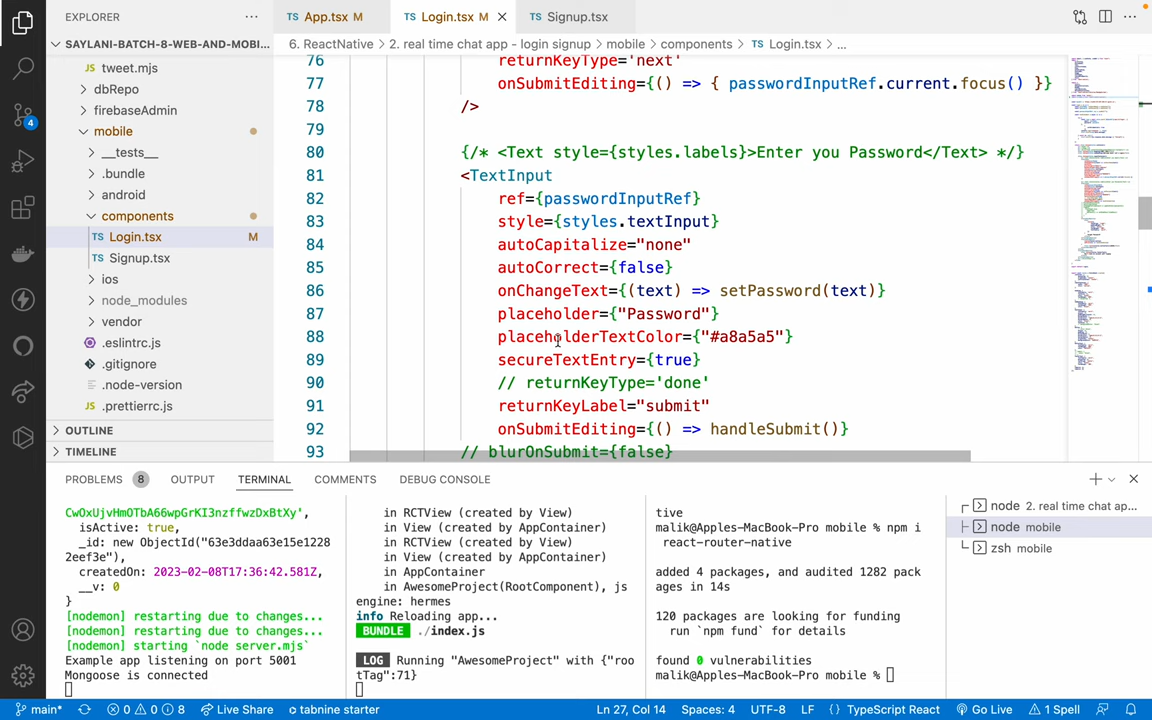 EXPLORER
SAYLANI-BATCH-8-WEB-AND-MOBI...
tweet.mjs
dbRepo
firebaseAdmin
mobile
__tests__
.bundle
android
components
Login.tsx M
Signup.tsx
ios
node_modules
vendor
.eslintrc.js
.gitignore
.node-version
.prettierrc.js
OUTLINE
TIMELINE
App.tsx M
Login.tsx M
Signup.tsx
6. ReactNative > 2. real time chat app - login signup > mobile > components > Login.tsx > ...
76 returnKeyType='next'
77 onSubmitEditing={() => { passwordInputRef.current.focus() }}
78 />
79
80 {/* <Text style={styles.labels}>Enter you Password</Text> */}
81 <TextInput
82 ref={passwordInputRef}
83 style={styles.textInput}
84 autoCapitalize="none"
85 autoCorrect={false}
86 onChangeText={(text) => setPassword(text)}
87 placeholder={"Password"}
88 placeholderTextColor={"#a8a5a5"}
89 secureTextEntry={true}
90 // returnKeyType='done'
91 returnKeyLabel="submit"
92 onSubmitEditing={() => handleSubmit()}
93 // blurOnSubmit={false}
PROBLEMS 8 OUTPUT TERMINAL COMMENTS DEBUG CONSOLE
CwOxUjvHmOTbA66wpGrKI3nzffwzDxBtXy',
isActive: true,
_id: new ObjectId("63e3ddaa63e15e1228
2eef3e"),
createdOn: 2023-02-08T17:36:42.581Z,
__v: 0
}
[nodemon] restarting due to changes...
[nodemon] restarting due to changes...
[nodemon] starting `node server.mjs`
Example app listening on port 5001
Mongoose is connected
in RCTView (created by View)
in View (created by AppContainer)
in RCTView (created by View)
in View (created by AppContainer)
in AppContainer
in AwesomeProject(RootComponent), js
engine: hermes
info Reloading app...
BUNDLE ./index.js
LOG Running "AwesomeProject" with {"roo
tTag":71}
tive
malik@Apples-MacBook-Pro mobile % npm i
react-router-native
added 4 packages, and audited 1282 pack
ages in 14s
120 packages are looking for funding
run `npm fund` for details
found 0 vulnerabilities
malik@Apples-MacBook-Pro mobile %
node 2. real time chat ap...
node mobile
zsh mobile
4
main* 0 0 8 Live Share tabnine starter Ln 27, Col 14 Spaces: 4 UTF-8 LF {} TypeScript React Go Live 1 Spell